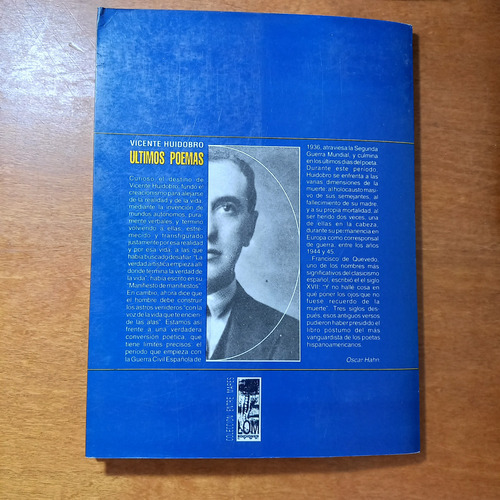 VICENTE HUIDOBRO
ULTIMOS POEMAS
Curioso el destino de
Vicente Huidobro: fundó el
creacionismo para alejarse
de la realidad y de la vida,
mediante la invención de
mundos autónomos, pura-
mente verbales, y terminó
volviendo a ellas, estre-
mecido y transfigurado
justamente por esa realidad
y por esa vida, a las que
había buscado desafiar. "La
verdad artística empieza allí
donde termina la verdad de
la vida", había escrito en su
"Manifiesto de manifiestos".
En cambio, ahora dice que
el hombre debe construir
los astros venideros "con la
voz de la vida que te encien-
de las alas". Estamos así
frente a una verdadera
conversión poética, que
tiene límites precisos: el
período que empieza con
la Guerra Civil Española de
1936, atraviesa la Segunda
Guerra Mundial, y culmina
en los últimos días del poeta.
Durante este período,
Huidobro se enfrenta a las
varias dimensiones de la
muerte: al holocausto masi-
vo de sus semejantes, al
fallecimiento de su madre,
y a su propia mortalidad, al
ser herido dos veces, una
de ellas en la cabeza,
durante su permanencia en
Europa como corresponsal
de guerra, entre los años
1944 y 45.
Francisco de Quevedo,
uno de los nombres más
significativos del clasicismo
español, escribió en el siglo
XVII: "Y no hallé cosa en
qué poner los ojos que no
fuese recuerdo de la
muerte". Tres siglos des-
pués, esos antiguos versos
pudieron haber presidido el
libro póstumo del más
vanguardista de los poetas
hispanoamericanos.
Oscar Hahn
COLECCION ENTRE MARES
LOM